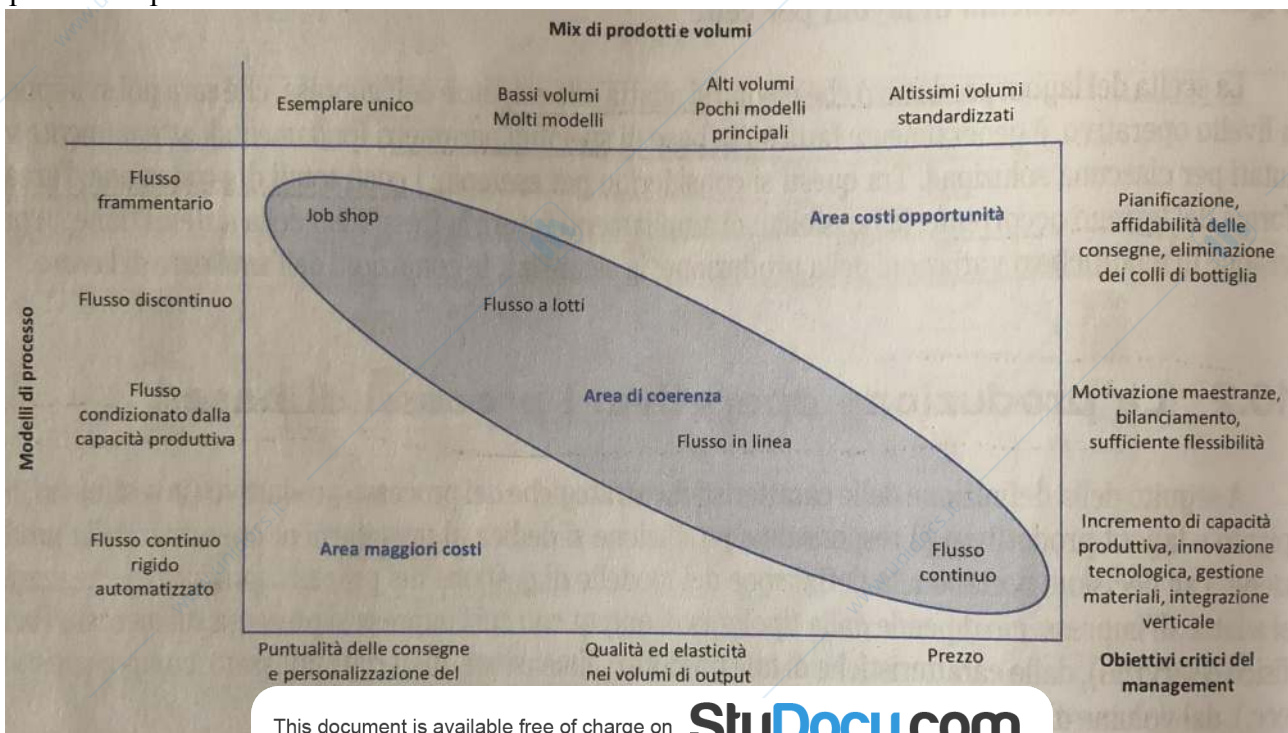 Mix di prodotti e volumi
Esemplare unico
Bassi volumi
Molti modelli
Alti volumi
Pochi modelli
principali
Altissimi volumi
standardizzati
Modelli di processo
Flusso
frammentario
Job shop
Area costi opportunità
Pianificazione,
affidabilità delle
consegne, eliminazione
dei colli di bottiglia
Flusso discontinuo
Flusso a lotti
Flusso
condizionato dalla
capacità produttiva
Area di coerenza
Flusso in linea
Motivazione maestranze,
bilanciamento,
sufficiente flessibilità
Flusso continuo
rigido
automatizzato
Area maggiori costi
Flusso
continuo
Incremento di capacità
produttiva, innovazione
tecnologica, gestione
materiali, integrazione
verticale
Puntualità delle consegne
e personalizzazione del
Qualità ed elasticità
nei volumi di output
Prezzo
Obiettivi critici del
management
This document is available free of charge on
StuDocu.com